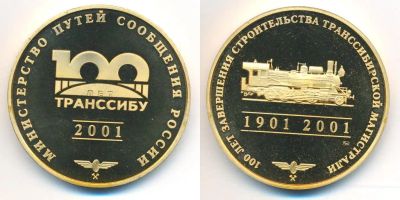 МИНИСТЕРСТВО ПУТЕЙ СООБЩЕНИЯ РОССИИ
100
ЛЕТ
ТРАНССИБУ
2001
100 ЛЕТ ЗАВЕРШЕНИЯ СТРОИТЕЛЬСТВА ТРАНССИБИРСКОЙ МАГИСТРАЛИ
1901 2001